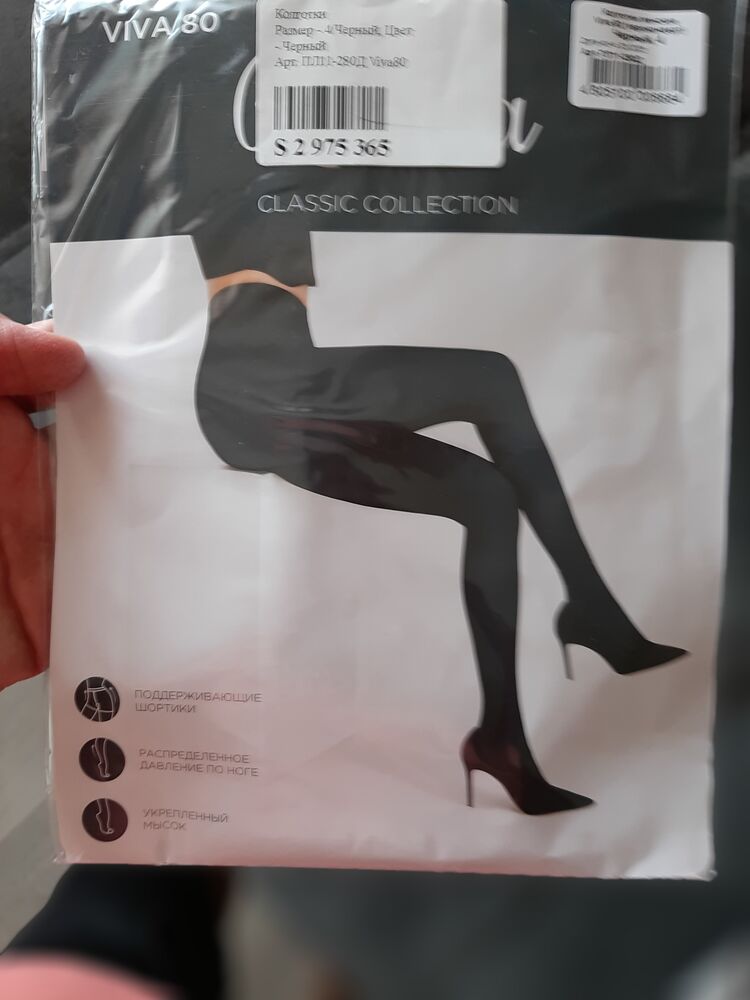 VIVA 80
Колготки
Размер - 4/Черный, Цвет
- Черный
Арт. ПЛ11-280Д Viva80
S 2 975 365
CLASSIC COLLECTION
ПОДДЕРЖИВАЮЩИЕ
ШОРТИКИ
РАСПРЕДЕЛЕННОЕ
ДАВЛЕНИЕ ПО НОГЕ
УКРЕПЛЕННЫЙ
МЫСОК